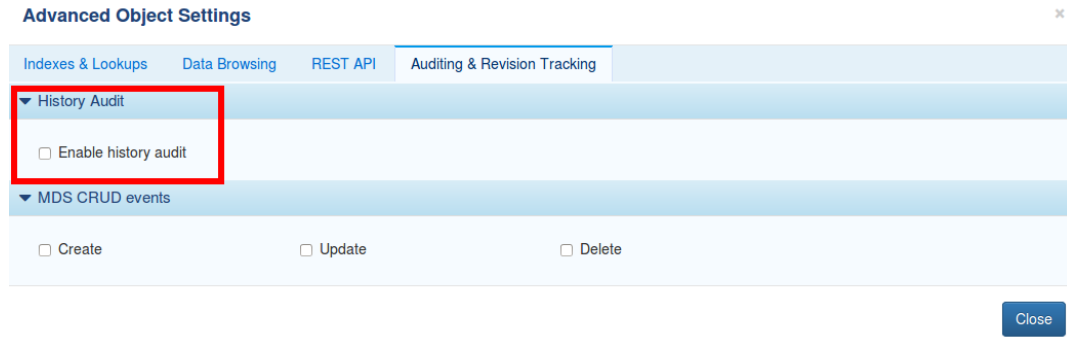 Advanced Object Settings
Indexes & Lookups Data Browsing REST API Auditing & Revision Tracking
History Audit
Enable history audit
MDS CRUD events
Create Update Delete
Close